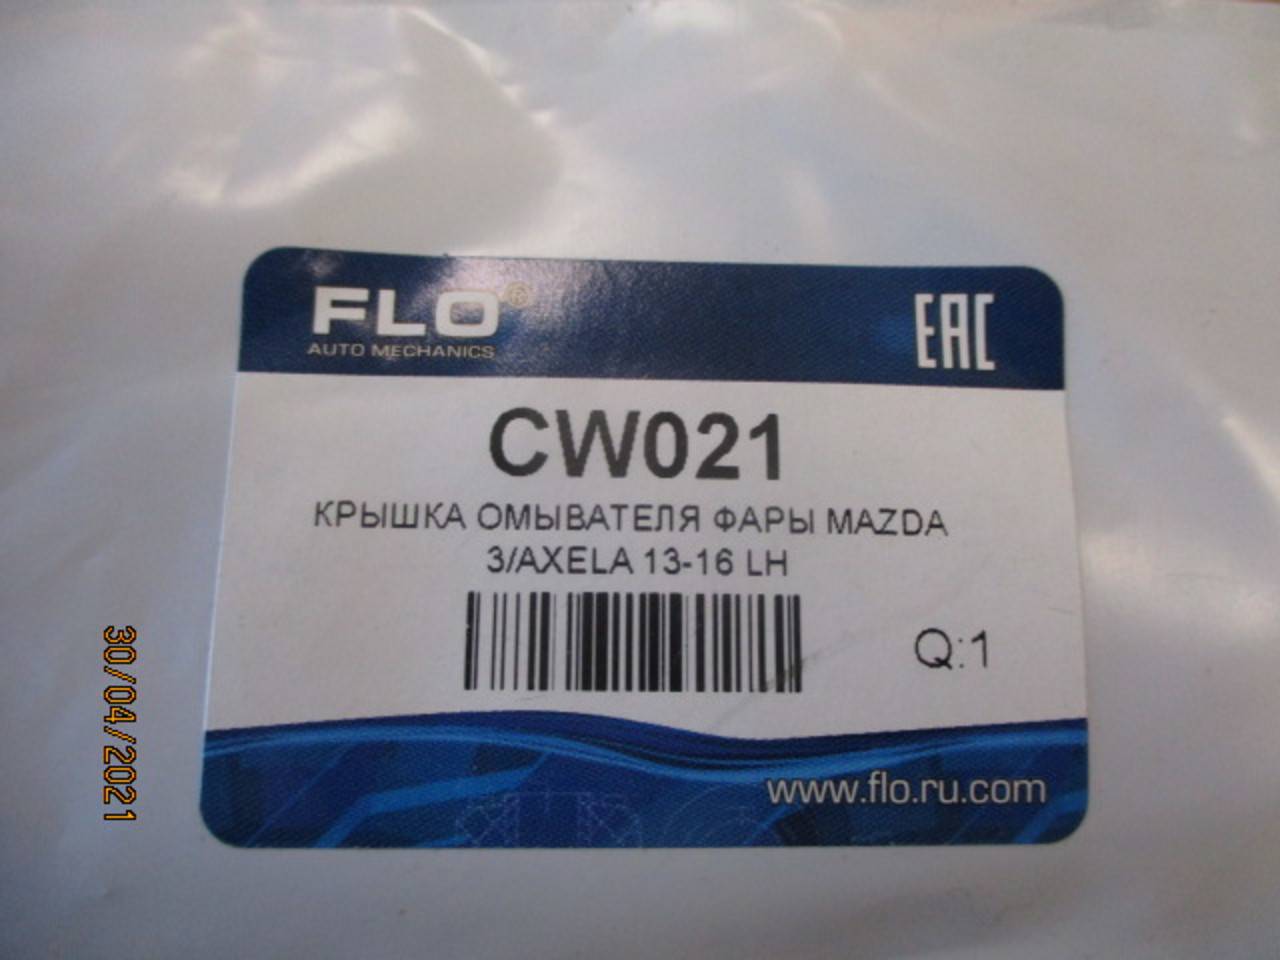 FLO®
AUTO MECHANICS
EAC
CW021
КРЫШКА ОМЫВАТЕЛЯ ФАРЫ MAZDA
3/AXELA 13-16 LH
Q:1
www.flo.ru.com
30/04/2021